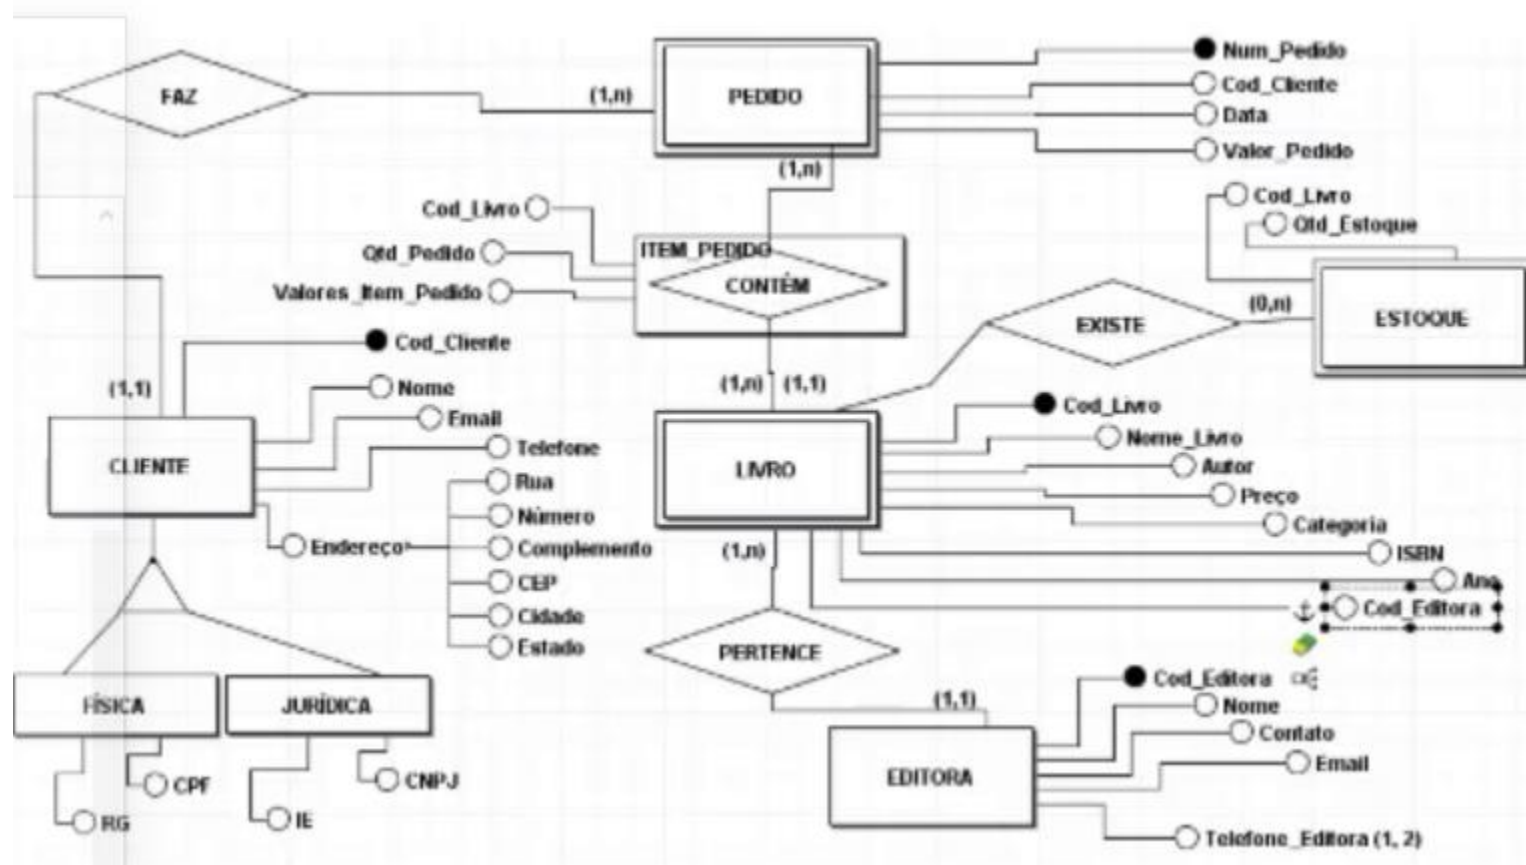 Num_Pedido
FAZ
(1,n)
PEDIDO
Cod_Cliente
Data
Valor_Pedido
(1,n)
Cod_Livro
Cod_Livro
Qtd_Estoque
ITEM_PEDIDO
Qtd_Pedido
CONTÉM
Valores_Item_Pedido
(0,n)
EXISTE
ESTOQUE
Cod_Cliente
(1,1)
Nome
(1,n)
(1,1)
Cod_Livro
Email
Nome_Livro
Telefone
CLIENTE
LIVRO
Autor
Rua
Preço
Número
Categoria
Endereço
Complemento
(1,n)
ISBN
CEP
Ano
Cidade
Cod_Editora
Estado
PERTENCE
Cod_Editora
FÍSICA
JURÍDICA
(1,1)
Nome
Contato
Email
EDITORA
CPF
CNPJ
RG
IE
Telefone_Editora (1, 2)